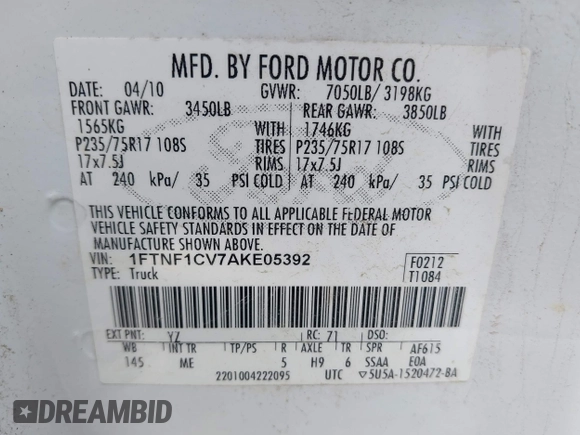 MFD. BY FORD MOTOR CO.
DATE: 04/10 GVWR: 7050LB/ 3198KG
FRONT GAWR: 3450LB REAR GAWR: 3850LB
1565KG WITH 1746KG WITH
P235/75R17 108S TIRES P235/75R17 108S TIRES
17x7.5J RIMS 17x7.5J RIMS
AT 240 kPa/ 35 PSI COLD AT 240 kPa/ 35 PSI COLD
THIS VEHICLE CONFORMS TO ALL APPLICABLE FEDERAL MOTOR
VEHICLE SAFETY STANDARDS IN EFFECT ON THE DATE OF
MANUFACTURE SHOWN ABOVE.
VIN: 1FTNF1CV7AKE05392 F0212
TYPE: Truck T1084
EXT PNT: YZ RC: 71 DSO:
WB INT TR TP/PS R AXLE TR SPR AF615
145 ME 5 H9 6 SSAA E0A
2201004222095 UTC ▽5U5A-1520472-BA
DREAMBID